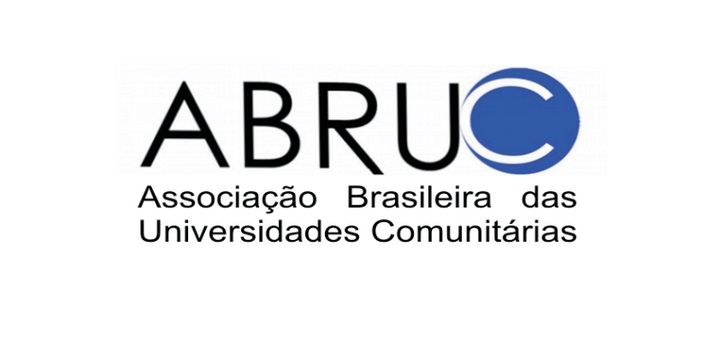 ABRUC
Associação Brasileira das
Universidades Comunitárias